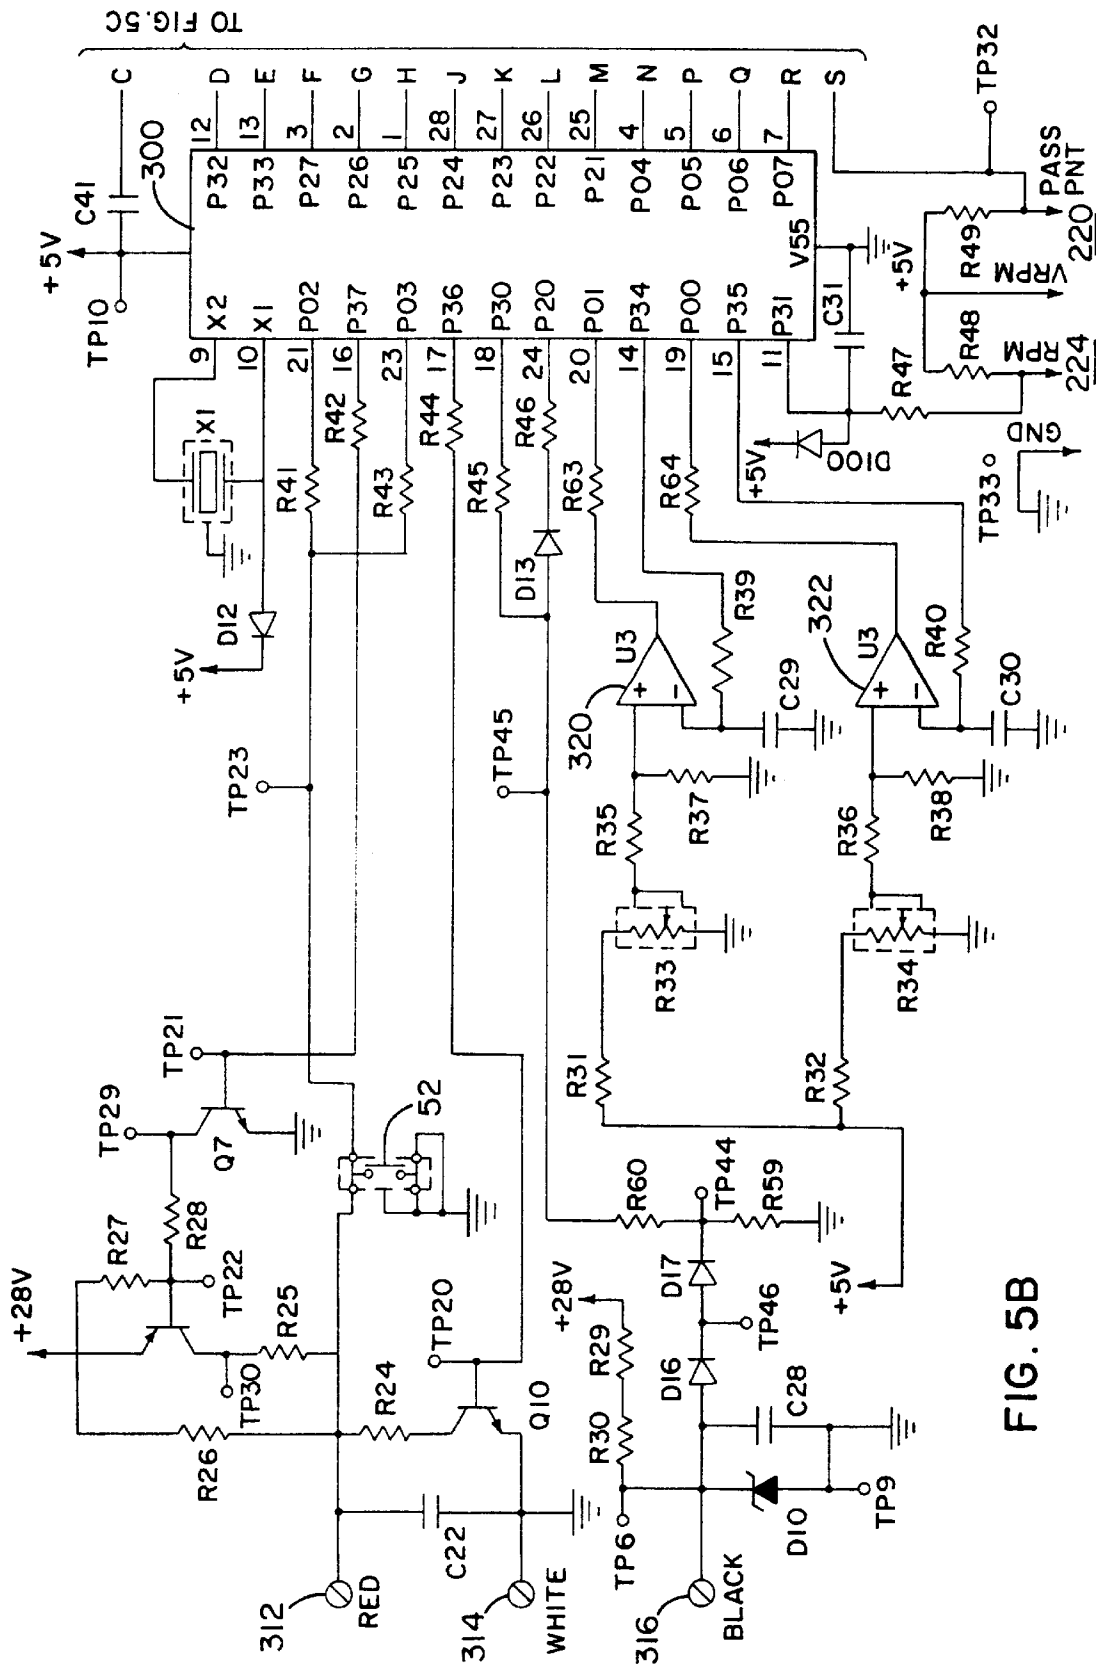 TO FIG.5C
C
D
E
F
G
H
J
K
L
M
N
P
Q
R
S
TP32
12
13
3
2
1
28
27
26
25
4
5
6
7
300
C41
+5V
TP10
P32
P33
P27
P26
P25
P24
P23
P22
P21
P04
P05
P06
P07
X2
X1
P02
P37
P03
P36
P30
P20
P01
P34
P00
P35
P31
V55
9
10
21
16
23
17
18
24
20
14
19
15
11
X1
D12
+5V
R41
R42
R43
R44
R45
R46
R63
R64
D13
C31
R47
D100
+5V
+5V
R48
R49
RPM
224
VRPM
PASS
PNT
220
GND
TP33
TP23
TP45
320
U3
+
−
R39
C29
R35
R37
R33
R31
322
U3
+
−
R40
C30
R36
R38
R34
R32
+28V
TP29
TP21
Q7
R27
R28
TP22
TP30
R25
R26
52
R24
TP20
Q10
312
RED
C22
314
WHITE
+28V
R29
R30
TP6
R60
TP44
R59
D17
D16
TP46
C28
D10
TP9
316
BLACK
+5V
FIG. 5B